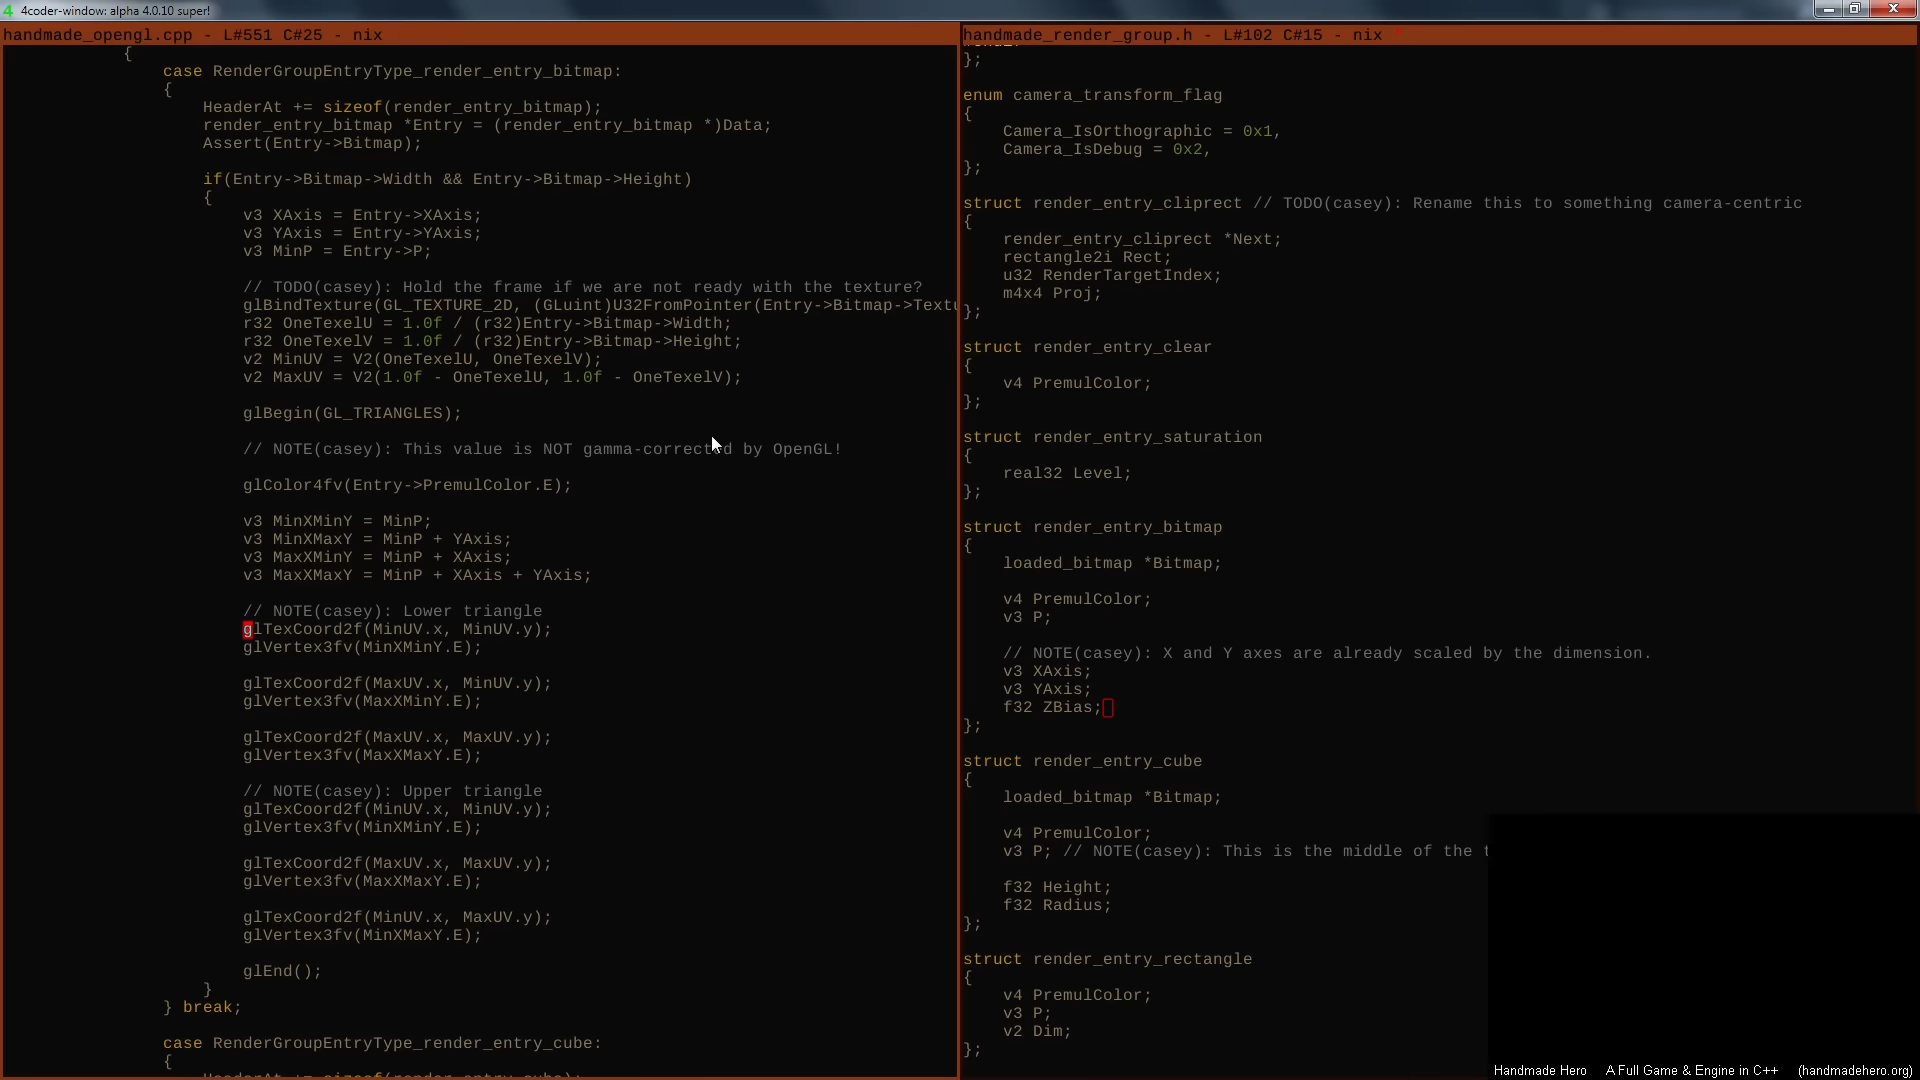 4coder-window: alpha 4.0.10 super!
handmade_opengl.cpp - L#551 C#25 - nix
{
case RenderGroupEntryType_render_entry_bitmap:
{
HeaderAt += sizeof(render_entry_bitmap);
render_entry_bitmap *Entry = (render_entry_bitmap *)Data;
Assert(Entry->Bitmap);
if(Entry->Bitmap->Width && Entry->Bitmap->Height)
{
v3 XAxis = Entry->XAxis;
v3 YAxis = Entry->YAxis;
v3 MinP = Entry->P;
// TODO(casey): Hold the frame if we are not ready with the texture?
glBindTexture(GL_TEXTURE_2D, (GLuint)U32FromPointer(Entry->Bitmap->Textu
r32 OneTexelU = 1.0f / (r32)Entry->Bitmap->Width;
r32 OneTexelV = 1.0f / (r32)Entry->Bitmap->Height;
v2 MinUV = V2(OneTexelU, OneTexelV);
v2 MaxUV = V2(1.0f - OneTexelU, 1.0f - OneTexelV);
glBegin(GL_TRIANGLES);
// NOTE(casey): This value is NOT gamma-corrected by OpenGL!
glColor4fv(Entry->PremulColor.E);
v3 MinXMinY = MinP;
v3 MinXMaxY = MinP + YAxis;
v3 MaxXMinY = MinP + XAxis;
v3 MaxXMaxY = MinP + XAxis + YAxis;
// NOTE(casey): Lower triangle
glTexCoord2f(MinUV.x, MinUV.y);
glVertex3fv(MinXMinY.E);
glTexCoord2f(MaxUV.x, MinUV.y);
glVertex3fv(MaxXMinY.E);
glTexCoord2f(MaxUV.x, MaxUV.y);
glVertex3fv(MaxXMaxY.E);
// NOTE(casey): Upper triangle
glTexCoord2f(MinUV.x, MinUV.y);
glVertex3fv(MinXMinY.E);
glTexCoord2f(MaxUV.x, MaxUV.y);
glVertex3fv(MaxXMaxY.E);
glTexCoord2f(MinUV.x, MaxUV.y);
glVertex3fv(MinXMaxY.E);
glEnd();
}
} break;
case RenderGroupEntryType_render_entry_cube:
{
HeaderAt += sizeof(render_entry_cube);
handmade_render_group.h - L#102 C#15 - nix *
};
enum camera_transform_flag
{
Camera_IsOrthographic = 0x1,
Camera_IsDebug = 0x2,
};
struct render_entry_cliprect // TODO(casey): Rename this to something camera-centric
{
render_entry_cliprect *Next;
rectangle2i Rect;
u32 RenderTargetIndex;
m4x4 Proj;
};
struct render_entry_clear
{
v4 PremulColor;
};
struct render_entry_saturation
{
real32 Level;
};
struct render_entry_bitmap
{
loaded_bitmap *Bitmap;
v4 PremulColor;
v3 P;
// NOTE(casey): X and Y axes are already scaled by the dimension.
v3 XAxis;
v3 YAxis;
f32 ZBias;
};
struct render_entry_cube
{
loaded_bitmap *Bitmap;
v4 PremulColor;
v3 P; // NOTE(casey): This is the middle of the t
f32 Height;
f32 Radius;
};
struct render_entry_rectangle
{
v4 PremulColor;
v3 P;
v2 Dim;
};
Handmade Hero A Full Game & Engine in C++ (handmadehero.org)